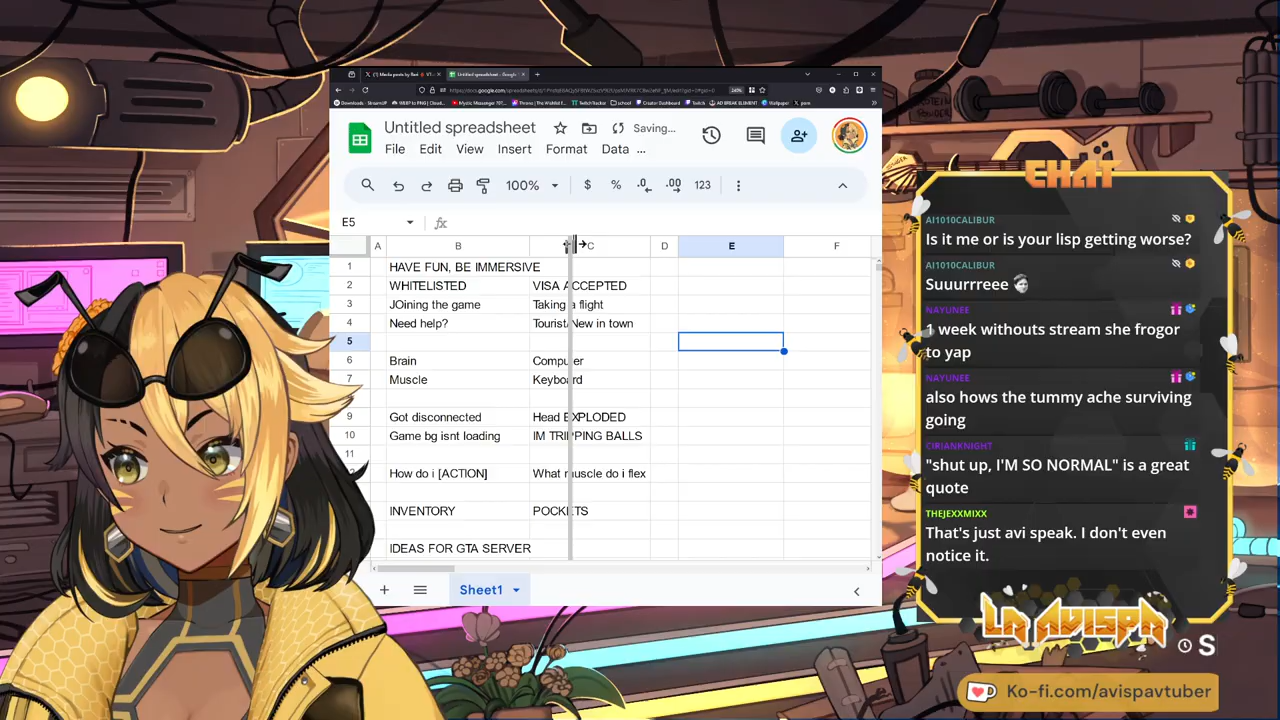 Untitled spreadsheet - Google
Untitled spreadsheet
Saving...
File Edit View Insert Format Data ...
100% $ % .0 .00 123
E5 fx
A B C D E F
1 HAVE FUN, BE IMMERSIVE
2 WHITELISTED VISA ACCEPTED
3 JOining the game Taking a flight
4 Need help? Tourist/New in town
5
6 Brain Computer
7 Muscle Keyboard
9 Got disconnected Head EXPLODED
10 Game bg isnt loading IM TRIPPING BALLS
11
How do i [ACTION] What muscle do i flex
INVENTORY POCKETS
IDEAS FOR GTA SERVER
Sheet1
CHAT
AI1010CALIBUR
Is it me or is your lisp getting worse?
AI1010CALIBUR
Suuurrreee
NAYUNEE
1 week withouts stream she frogor
to yap
NAYUNEE
also hows the tummy ache surviving
going
CIRIANKNIGHT
"shut up, I'M SO NORMAL" is a great
quote
THEJEXXMIXX
That's just avi speak. I don't even
notice it.
LA AVISPA
S
Ko-fi.com/avispavtuber